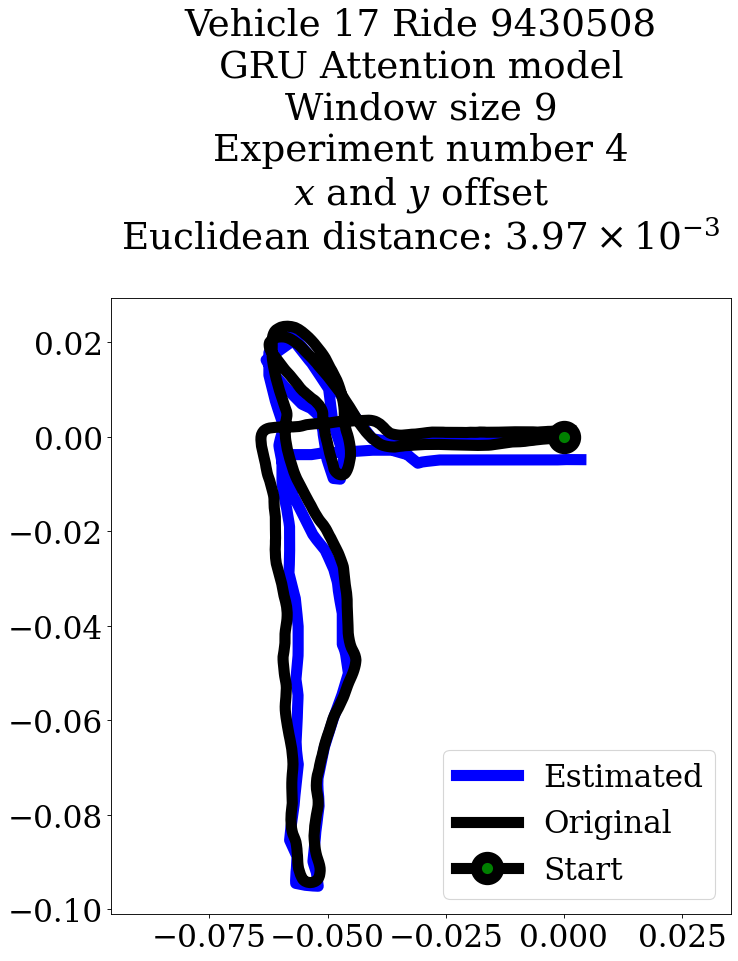 Vehicle 17 Ride 9430508
GRU Attention model
Window size 9
Experiment number 4
x and y offset
Euclidean distance: 3.97 × 10⁻³
0.02
0.00
−0.02
−0.04
−0.06
−0.08
−0.10
Estimated
Original
Start
−0.075 −0.050 −0.025 0.000 0.025